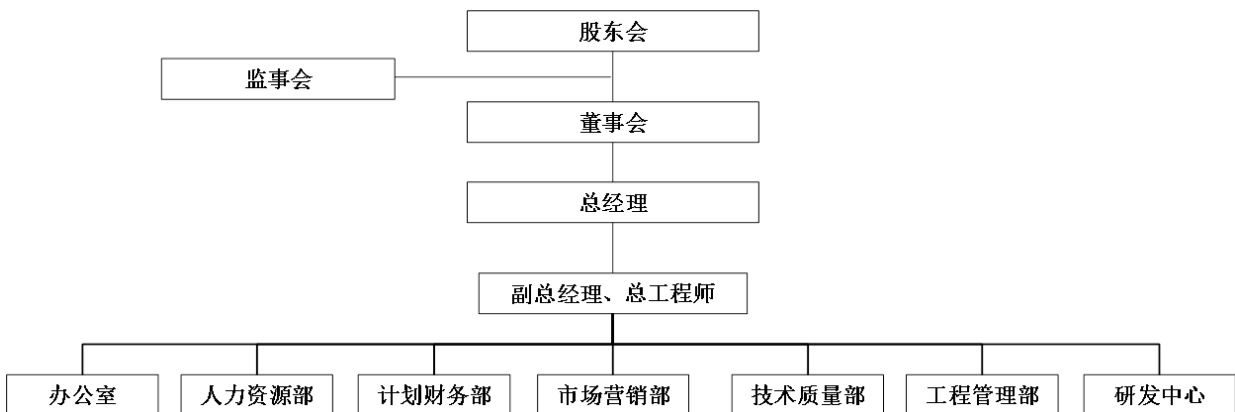 股东会
监事会
董事会
总经理
副总经理、总工程师
办公室
人力资源部
计划财务部
市场营销部
技术质量部
工程管理部
研发中心